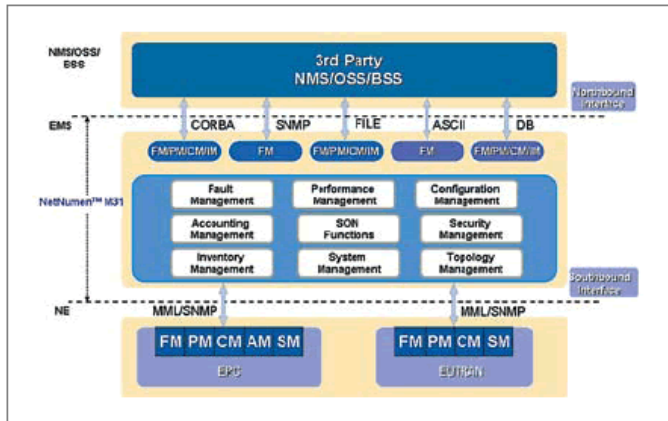 NMS/OSS/
BSS
3rd Party
NMS/OSS/BSS
Northbound
Interface
EMS
CORBA
SNMP
FILE
ASCII
DB
FM/PM/CM/IM
FM
FM/PM/CM/IM
FM
FM/PM/CM/IM
NetNumen™ M31
Fault
Management
Performance
Management
Configuration
Management
Accounting
Management
SON
Functions
Security
Management
Inventory
Management
System
Management
Topology
Management
Southbound
Interface
NE
MML/SNMP
MML/SNMP
FM PM CM AM SM
EPC
FM PM CM SM
EUTRAN